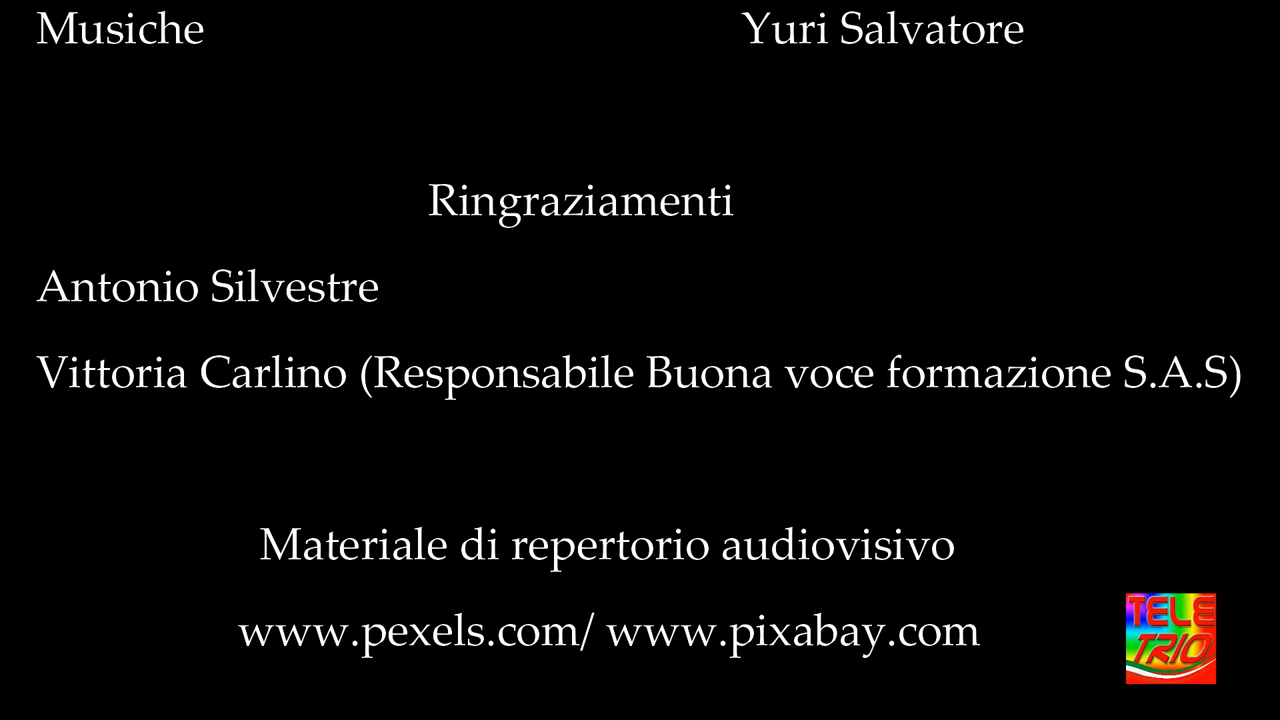 Musiche Yuri Salvatore
Ringraziamenti
Antonio Silvestre
Vittoria Carlino (Responsabile Buona voce formazione S.A.S)
Materiale di repertorio audiovisivo
www.pexels.com/ www.pixabay.com
TELE
TRIO